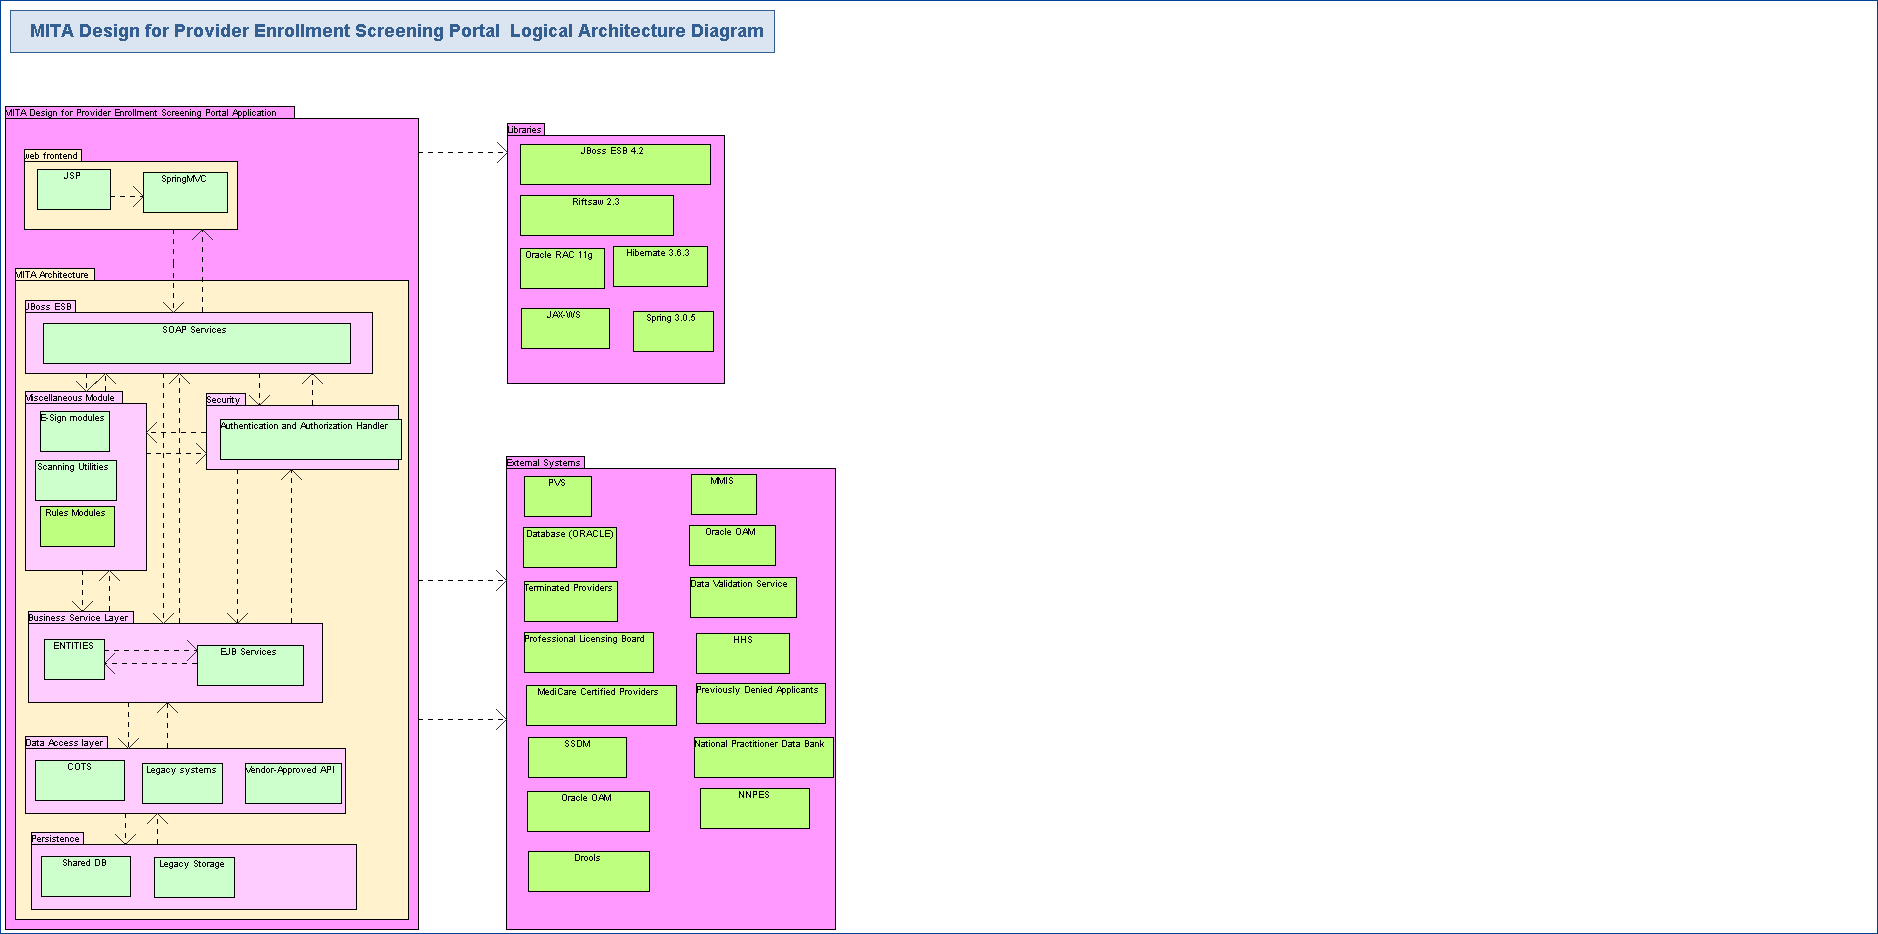 MITA Design for Provider Enrollment Screening Portal  Logical Architecture Diagram
MITA Design for Provider Enrollment Screening Portal Application
web frontend
JSP
SpringMVC
MITA Architecture
JBoss ESB
SOAP Services
Miscellaneous Module
E-Sign modules
Scanning Utilities
Rules Modules
Security
Authentication and Authorization Handler
Business Service Layer
ENTITIES
EJB Services
Data Access layer
COTS
Legacy systems
Vendor-Approved API
Persistence
Shared DB
Legacy Storage
Libraries
JBoss ESB 4.2
Riftsaw 2.3
Oracle RAC 11g
Hibernate 3.6.3
JAX-WS
Spring 3.0.5
External Systems
PVS
MMIS
Database (ORACLE)
Oracle OAM
Terminated Providers
Data Validation Service
Professional Licensing Board
HHS
MediCare Certified Providers
Previously Denied Applicants
SSDM
National Practitioner Data Bank
Oracle OAM
NNPES
Drools